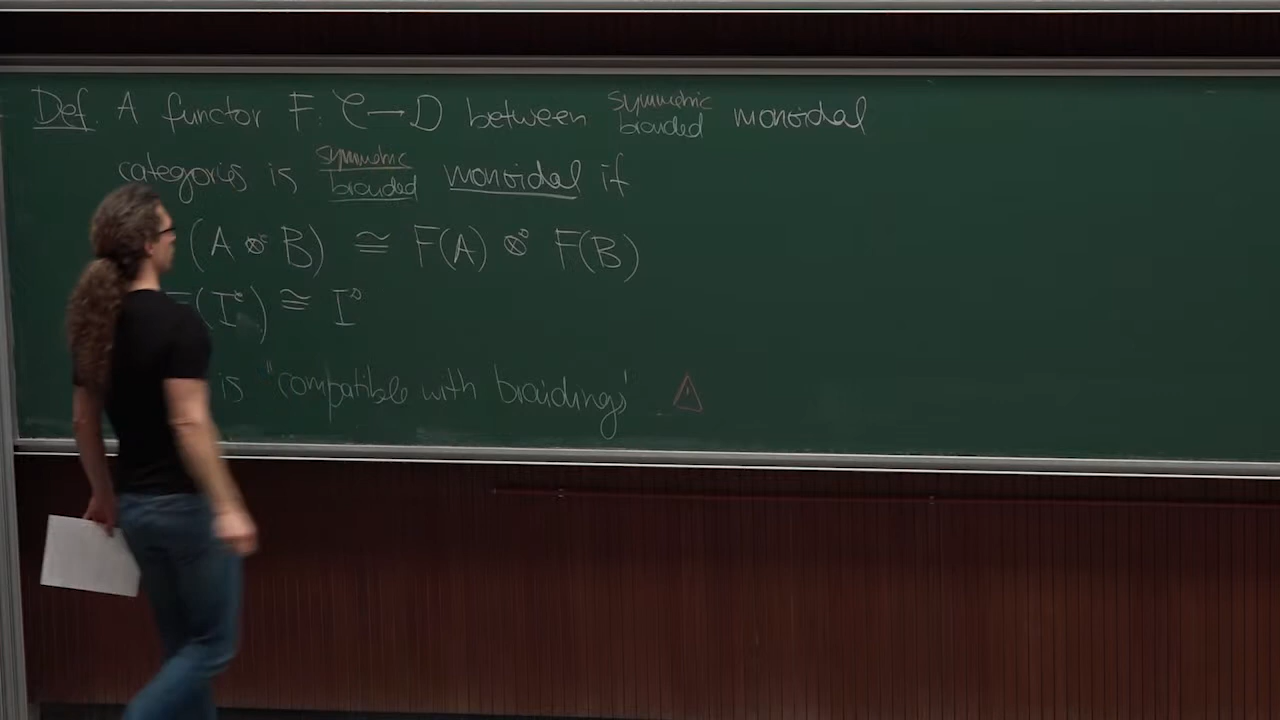 Def. A functor F: C → D between symmetric braided monoidal
categories is symmetric braided monoidal if
(A ⊗ᶜ B) ≅ F(A) ⊗ᴰ F(B)
F(Iᶜ) ≅ Iᴰ
is "compatible with braidings" ⚠